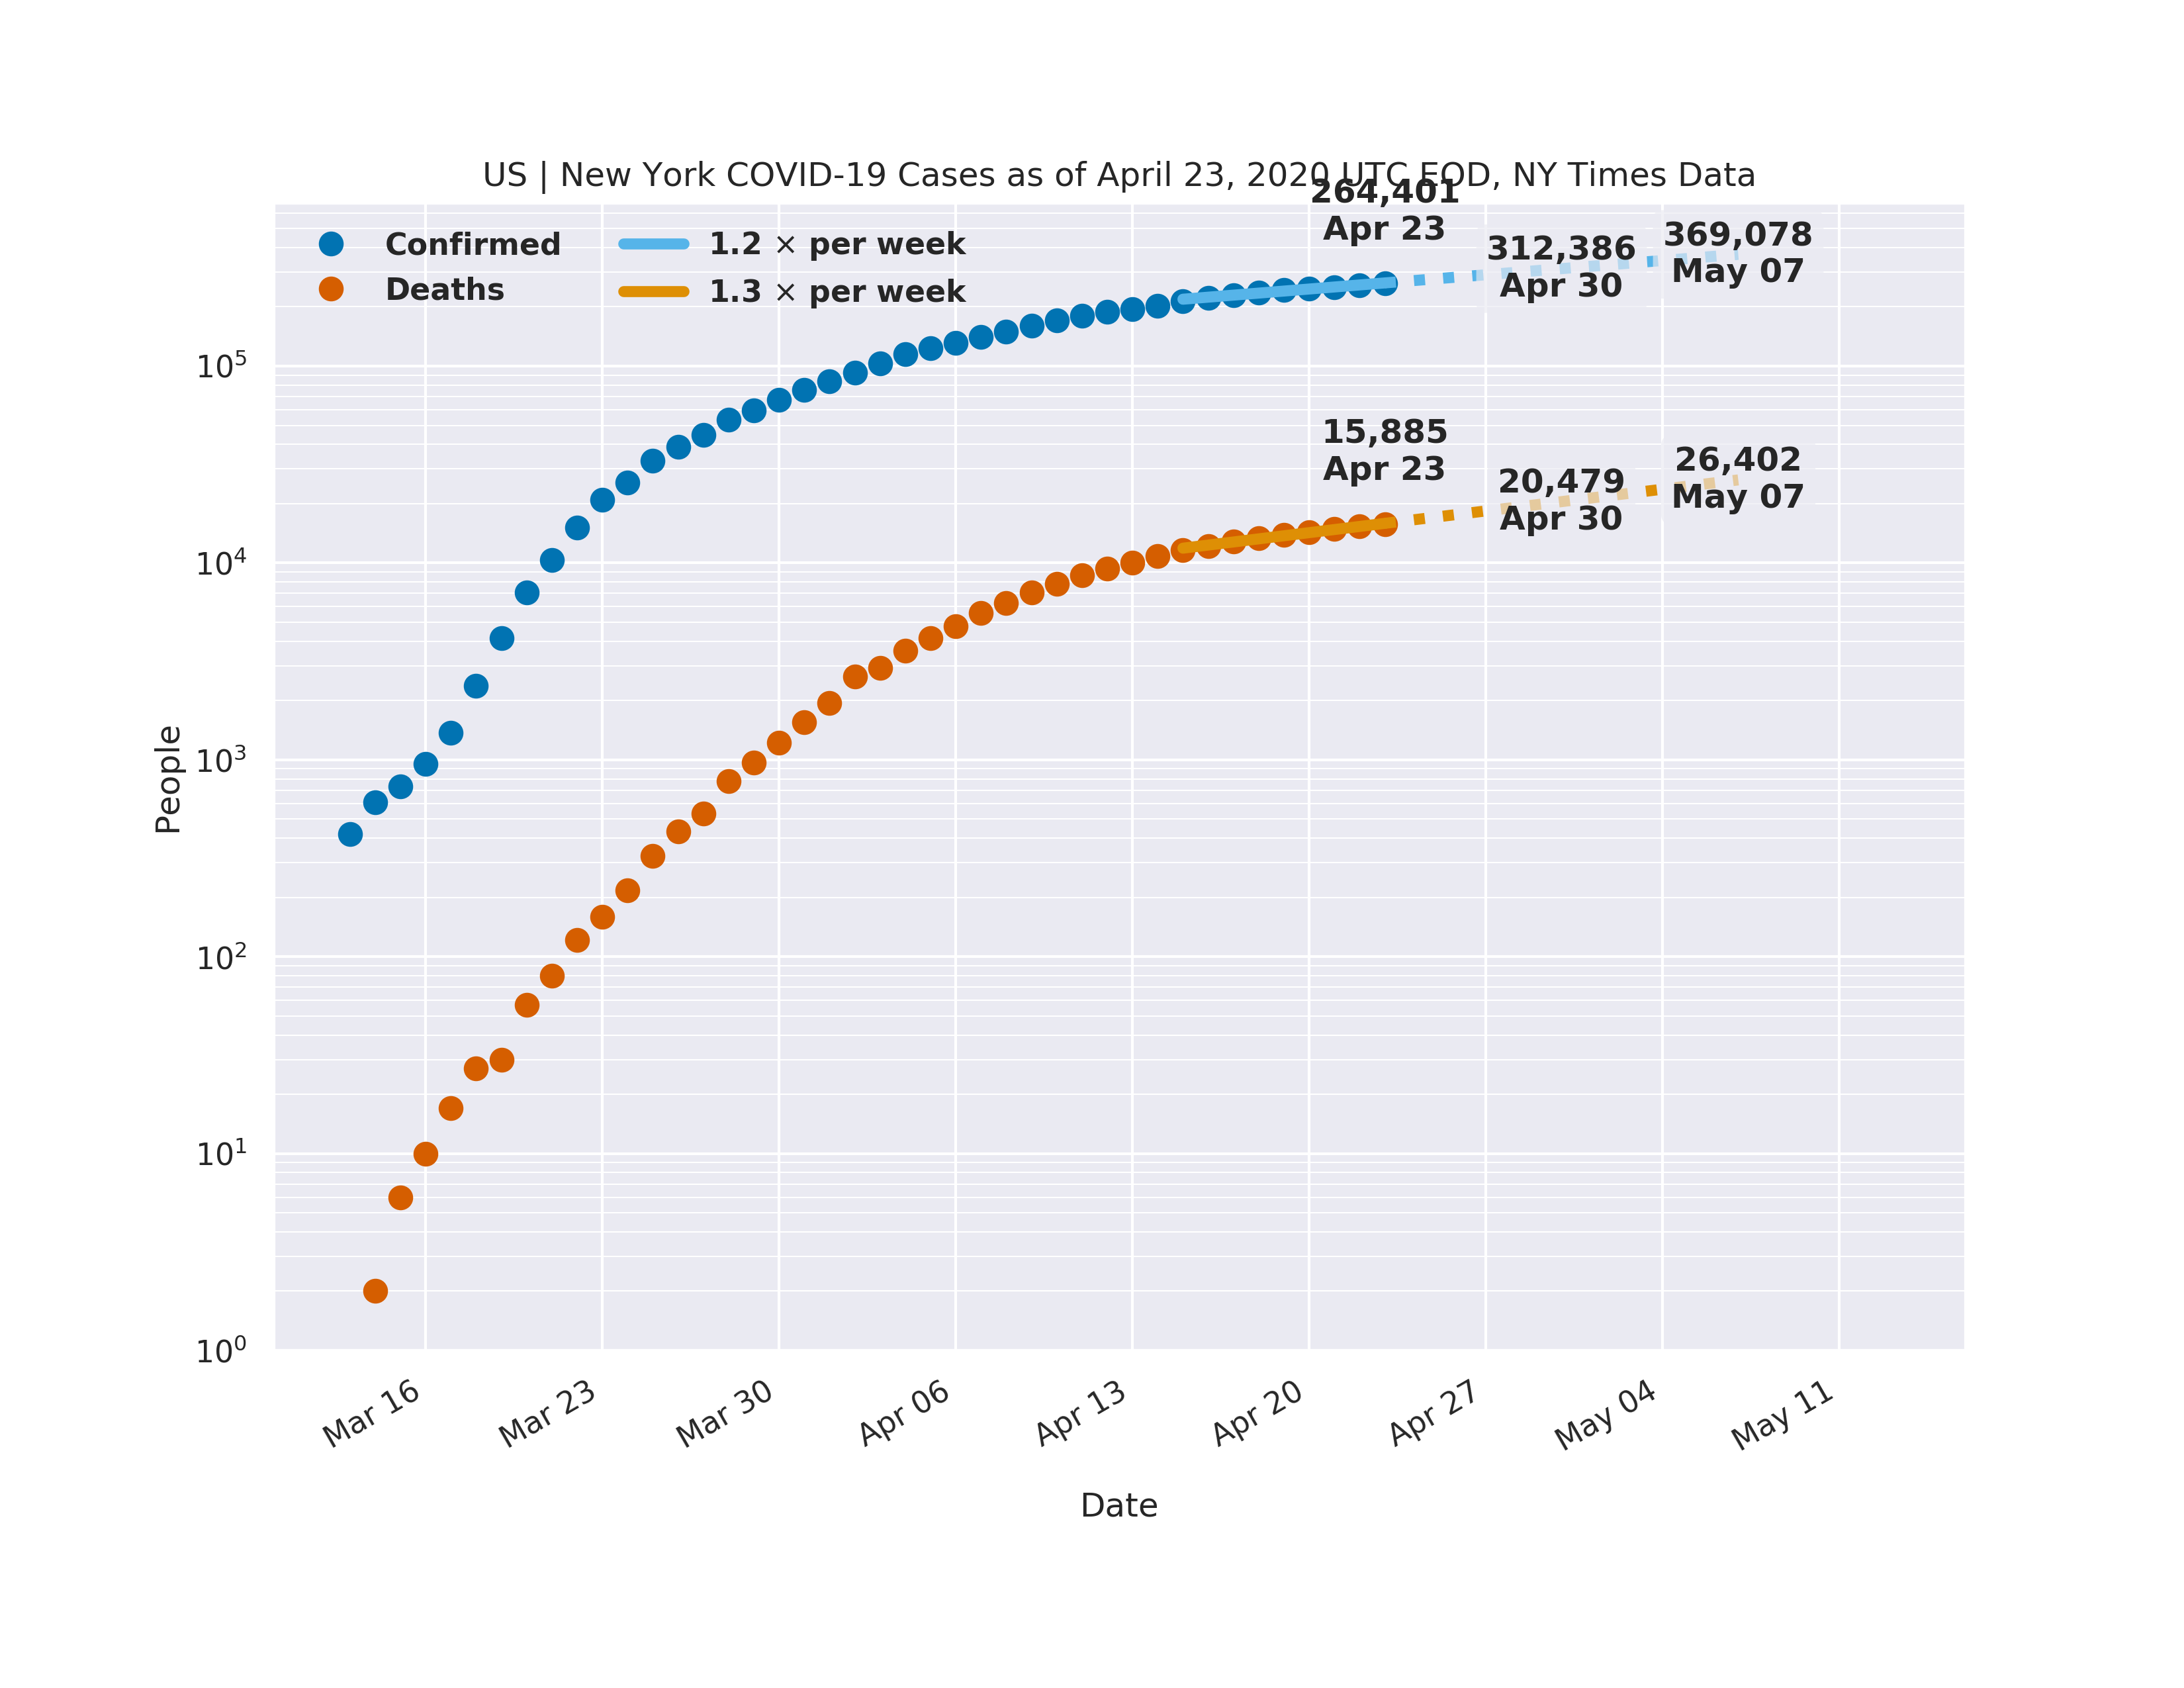 US | New York COVID-19 Cases as of April 23, 2020 UTC EOD, NY Times Data
Confirmed
Deaths
1.2 × per week
1.3 × per week
264,401
Apr 23
312,386
Apr 30
369,078
May 07
15,885
Apr 23
20,479
Apr 30
26,402
May 07
People
10⁵
10⁴
10³
10²
10¹
10⁰
Mar 16
Mar 23
Mar 30
Apr 06
Apr 13
Apr 20
Apr 27
May 04
May 11
Date